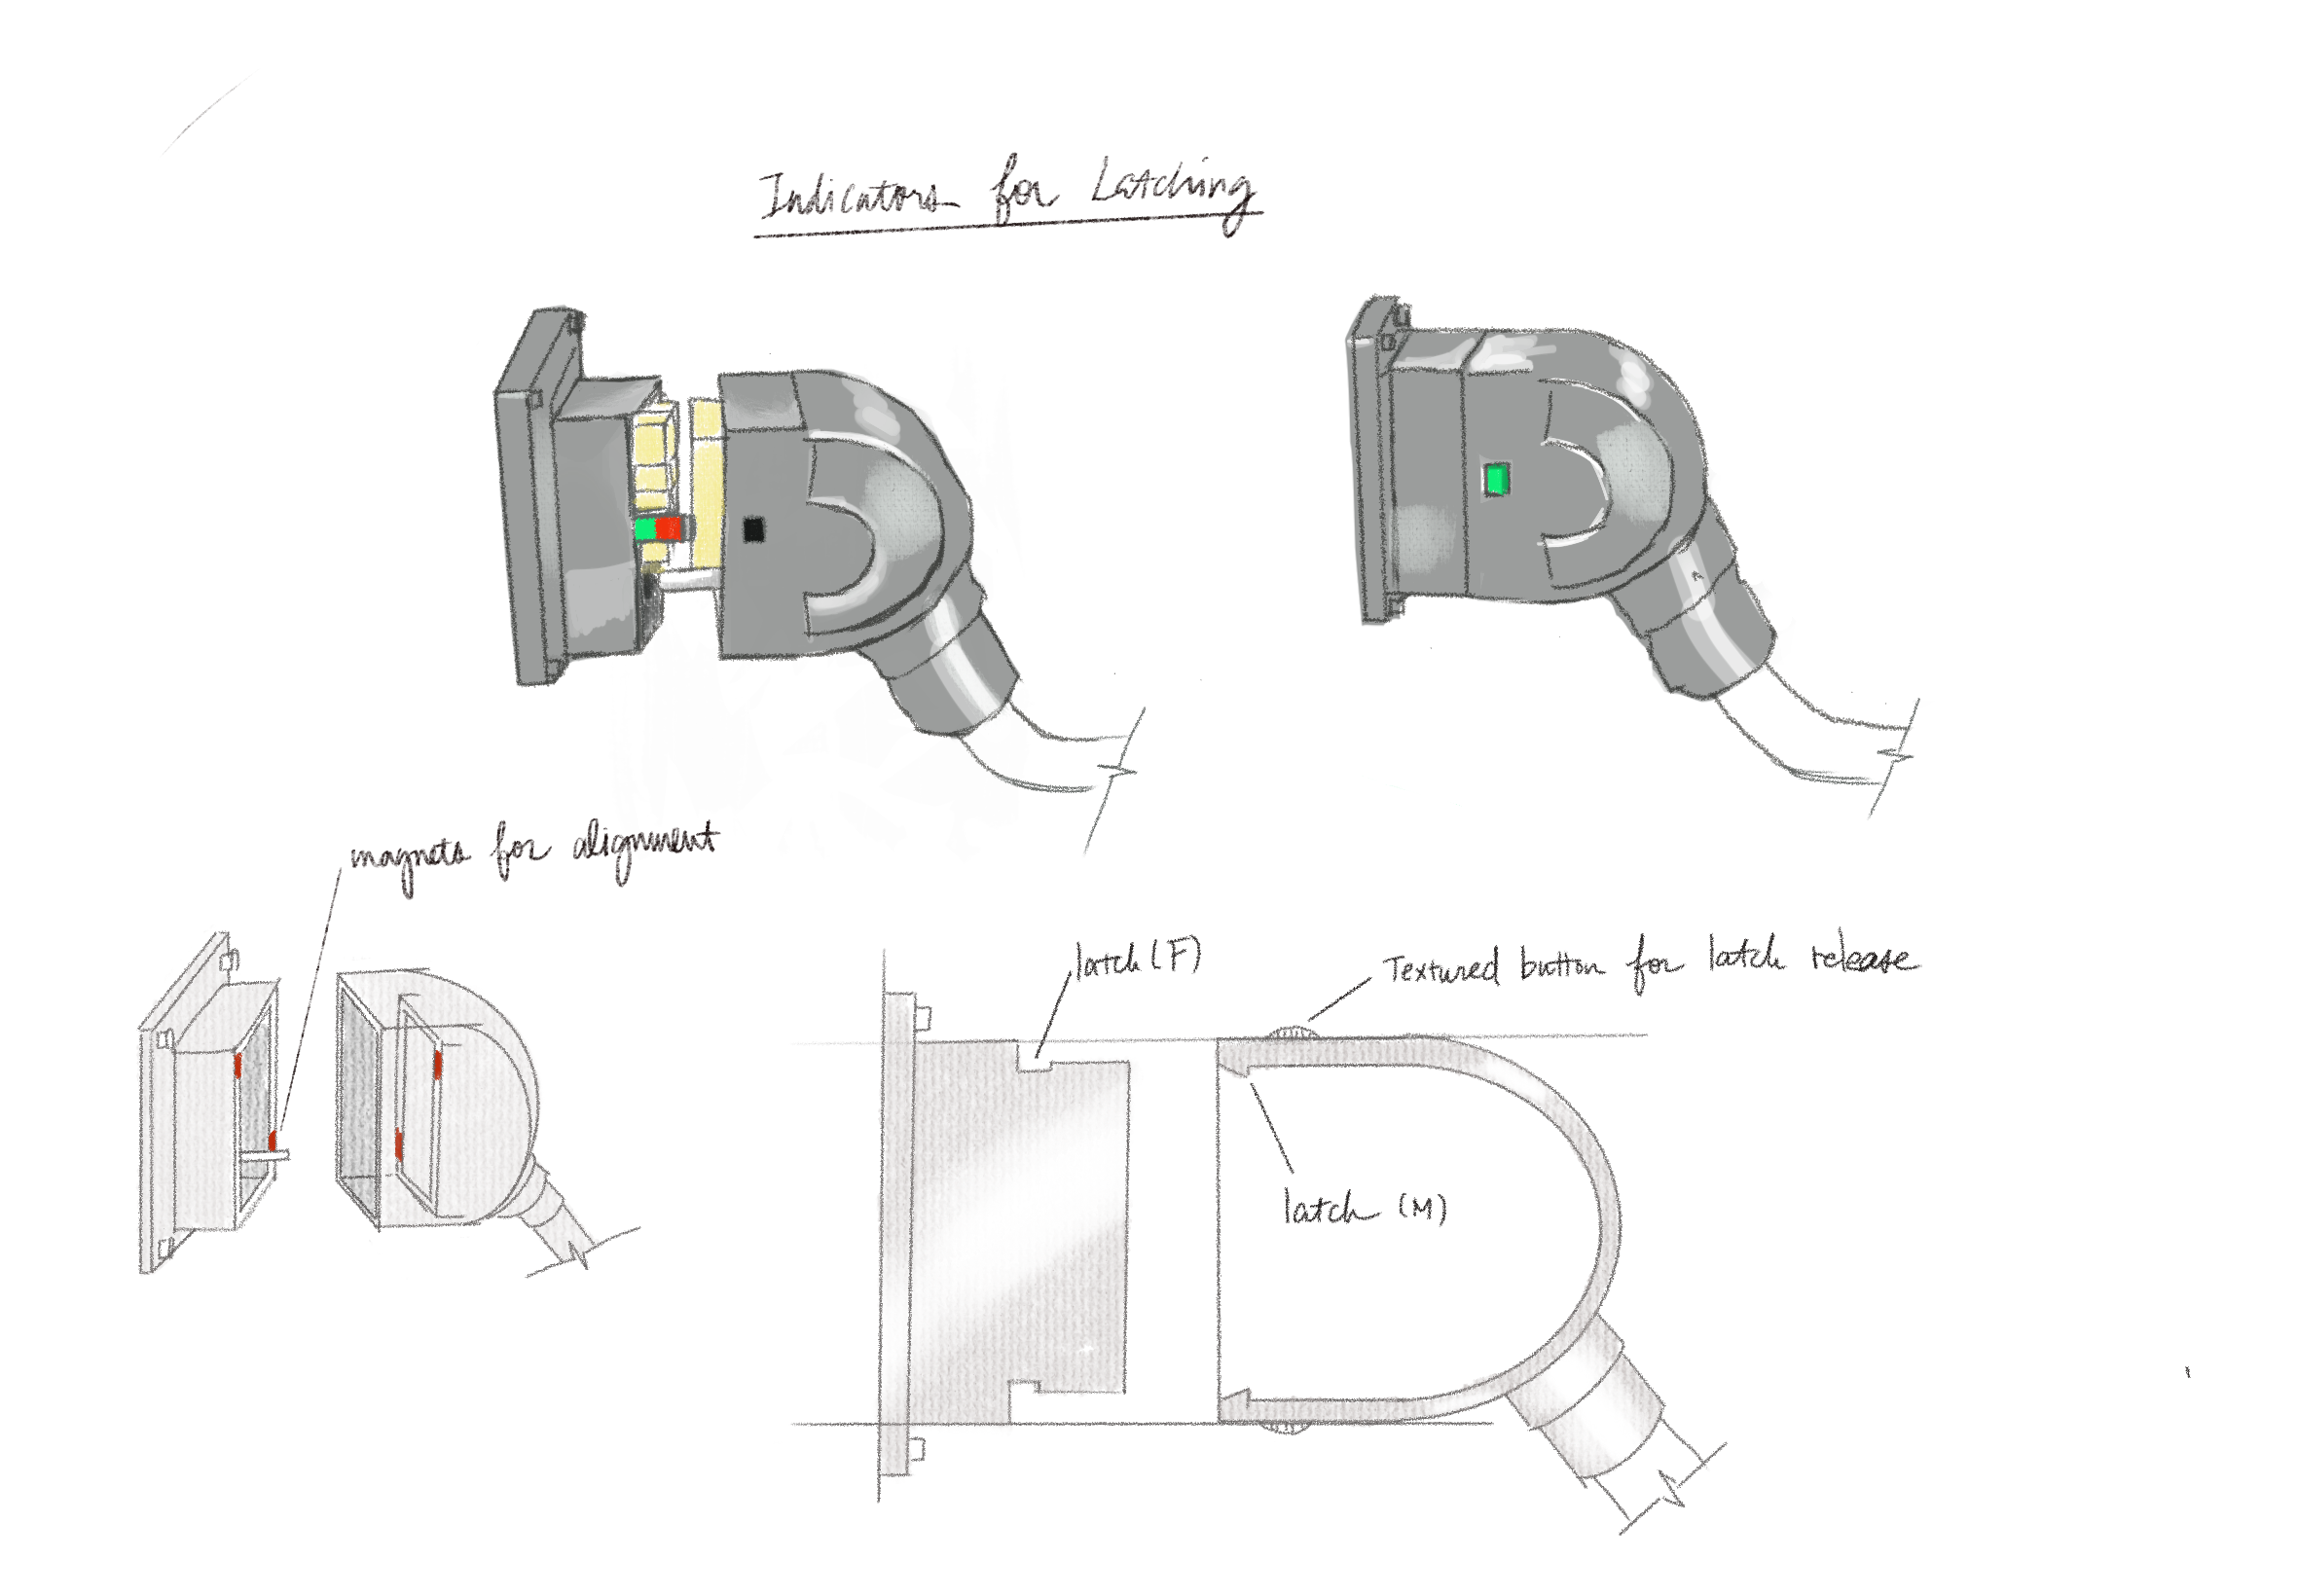 Indicators for Latching
magnets for alignment
latch (F)
Textured button for latch release
latch (M)